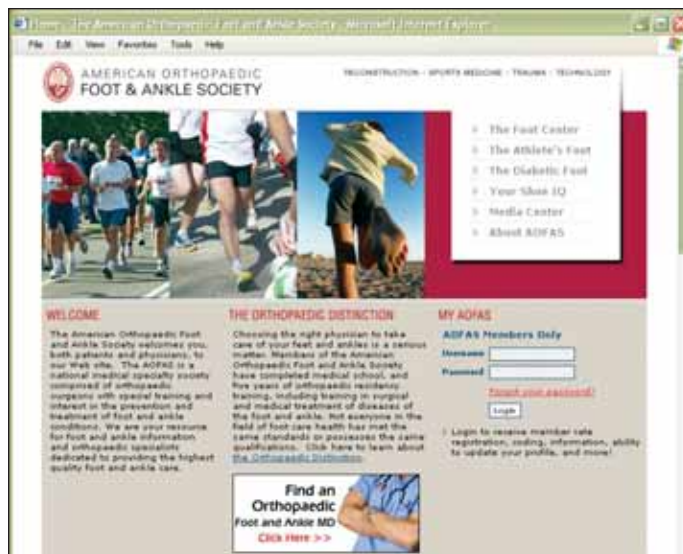 Home - The American Orthopaedic Foot and Ankle Society - Microsoft Internet Explorer
File Edit View Favorites Tools Help
AMERICAN ORTHOPAEDIC
FOOT & ANKLE SOCIETY
RECONSTRUCTION · SPORTS MEDICINE · TRAUMA · TECHNOLOGY
The Foot Center
The Athlete's Foot
The Diabetic Foot
Your Shoe IQ
Media Center
About AOFAS
WELCOME
The American Orthopaedic Foot
and Ankle Society welcomes you,
both patients and physicians, to
our Web site. The AOFAS is a
national medical specialty society
comprised of orthopaedic
surgeons with special training and
interest in the prevention and
treatment of foot and ankle
conditions. We are your resource
for foot and ankle information
and orthopaedic specialists
dedicated to providing the highest
quality foot and ankle care.
THE ORTHOPAEDIC DISTINCTION
Choosing the right physician to take
care of your feet and ankles is a serious
matter. Members of the American
Orthopaedic Foot and Ankle Society
have completed medical school, and
five years of orthopaedic residency
training, including training in surgical
and medical treatment of diseases of
the foot and ankle. Not everyone in the
field of foot care health has met the
same standards or possesses the same
qualifications. Click here to learn about
the Orthopaedic Distinction.
Find an
Orthopaedic
Foot and Ankle MD
Click Here >>
MY AOFAS
AOFAS Members Only
Username
Password
Forgot your password?
Login
Login to receive member rate
registration, coding, information, ability
to update your profile, and more!